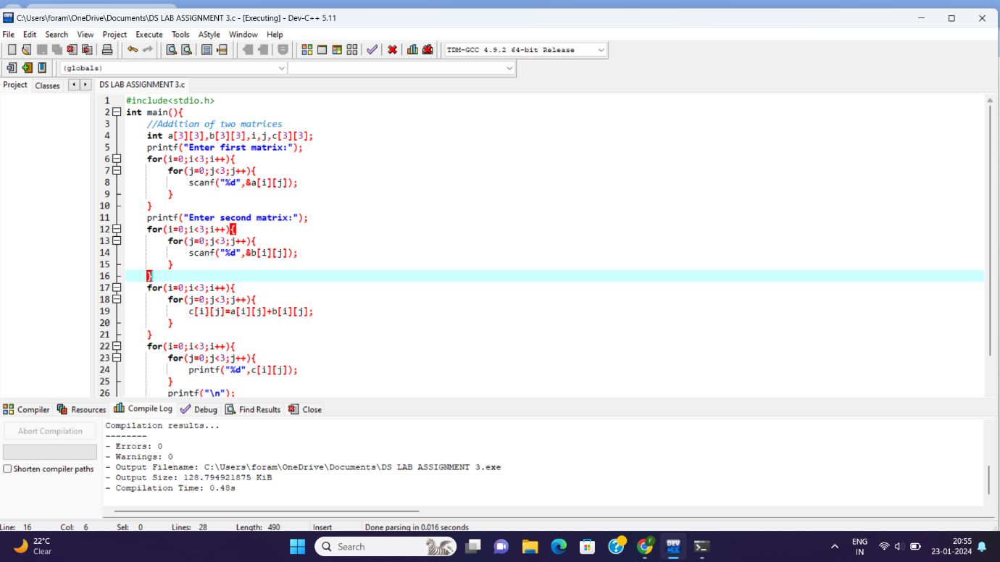 C:\Users\foram\OneDrive\Documents\DS LAB ASSIGNMENT 3.c - [Executing] - Dev-C++ 5.11
File Edit Search View Project Execute Tools AStyle Window Help
TDM-GCC 4.9.2 64-bit Release
(globals)
Project Classes DS LAB ASSIGNMENT 3.c
1 #include<stdio.h>
2 int main(){
3 //Addition of two matrices
4 int a[3][3],b[3][3],i,j,c[3][3];
5 printf("Enter first matrix:");
6 for(i=0;i<3;i++){
7 for(j=0;j<3;j++){
8 scanf("%d",&a[i][j]);
9 }
10 }
11 printf("Enter second matrix:");
12 for(i=0;i<3;i++){
13 for(j=0;j<3;j++){
14 scanf("%d",&b[i][j]);
15 }
16 }
17 for(i=0;i<3;i++){
18 for(j=0;j<3;j++){
19 c[i][j]=a[i][j]+b[i][j];
20 }
21 }
22 for(i=0;i<3;i++){
23 for(j=0;j<3;j++){
24 printf("%d",c[i][j]);
25 }
26 printf("\n");
Compiler Resources Compile Log Debug Find Results Close
Abort Compilation
Shorten compiler paths
Compilation results...
--------
- Errors: 0
- Warnings: 0
- Output Filename: C:\Users\foram\OneDrive\Documents\DS LAB ASSIGNMENT 3.exe
- Output Size: 128.794921875 KiB
- Compilation Time: 0.48s
Line: 16 Col: 6 Sel: 0 Lines: 28 Length: 490 Insert Done parsing in 0.016 seconds
22°C
Clear
Search
DEV
F
ENG
IN
20:55
23-01-2024